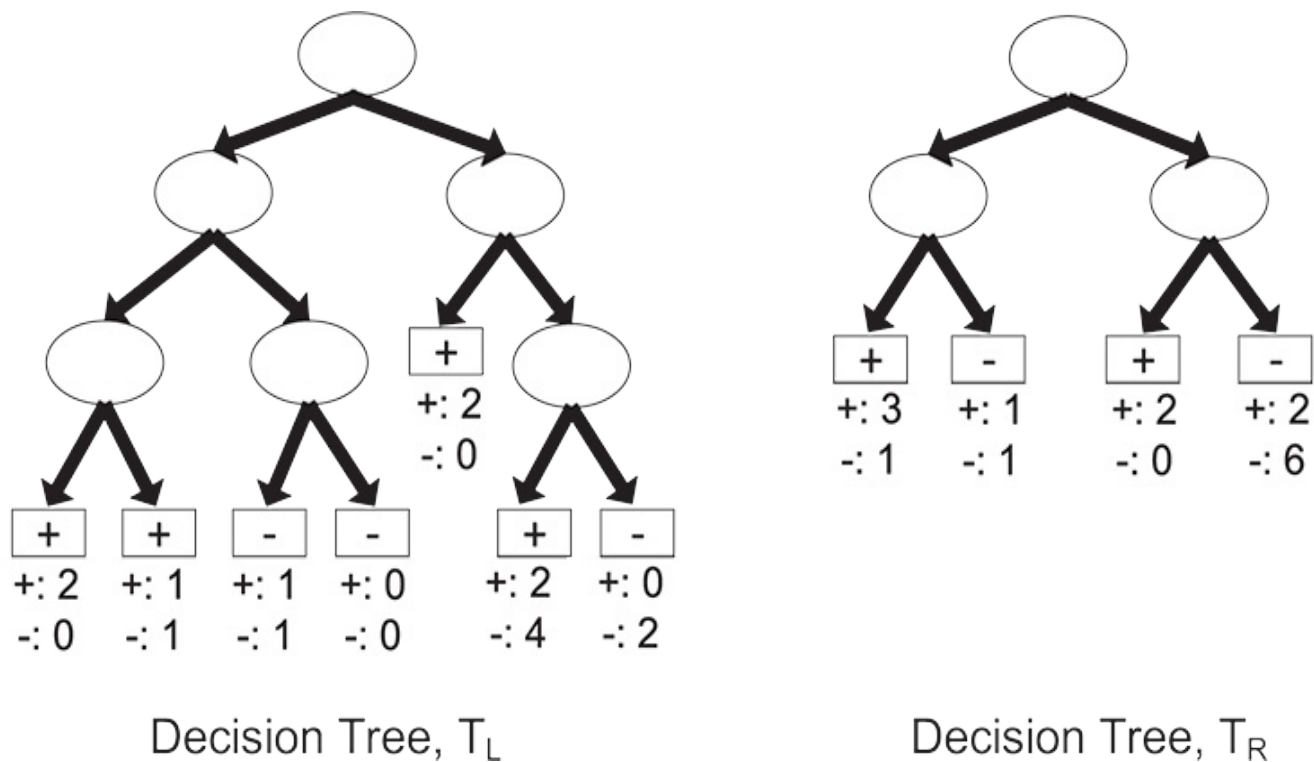 + - + -
+
+: 3 +: 1 +: 2 +: 2
+: 2
-: 1 -: 1 -: 0 -: 6
-: 0
+ + - - + -
+: 2 +: 1 +: 1 +: 0 +: 2 +: 0
-: 0 -: 1 -: 1 -: 0 -: 4 -: 2
Decision Tree, TL
Decision Tree, TR